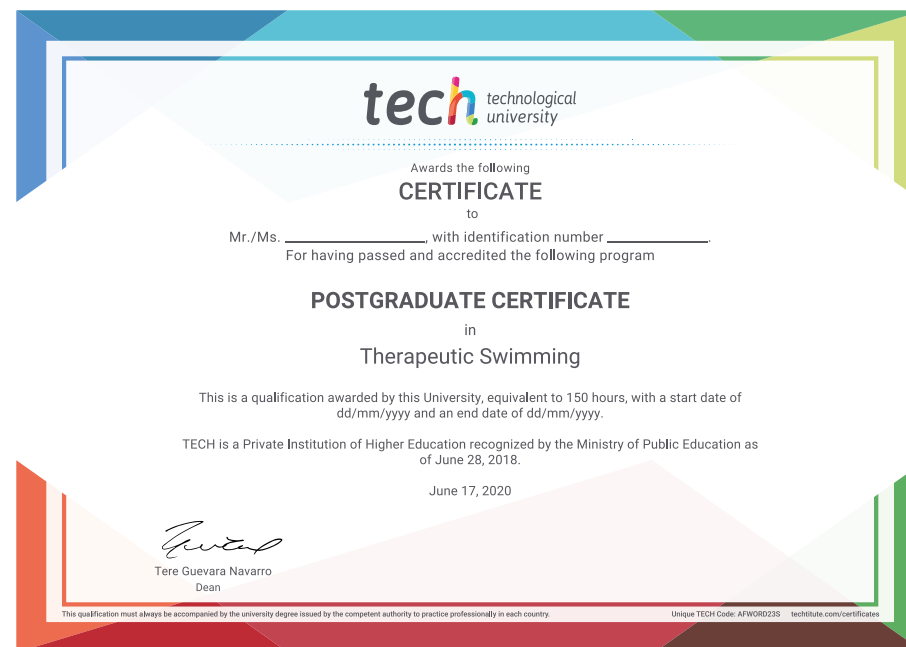 tech technological
university
Awards the following
CERTIFICATE
to
Mr./Ms. ____________________, with identification number ______________.
For having passed and accredited the following program
POSTGRADUATE CERTIFICATE
in
Therapeutic Swimming
This is a qualification awarded by this University, equivalent to 150 hours, with a start date of
dd/mm/yyyy and an end date of dd/mm/yyyy.
TECH is a Private Institution of Higher Education recognized by the Ministry of Public Education as
of June 28, 2018.
June 17, 2020
Tere Guevara Navarro
Dean
This qualification must always be accompanied by the university degree issued by the competent authority to practice professionally in each country. Unique TECH Code: AFWORD23S techtitute.com/certificates